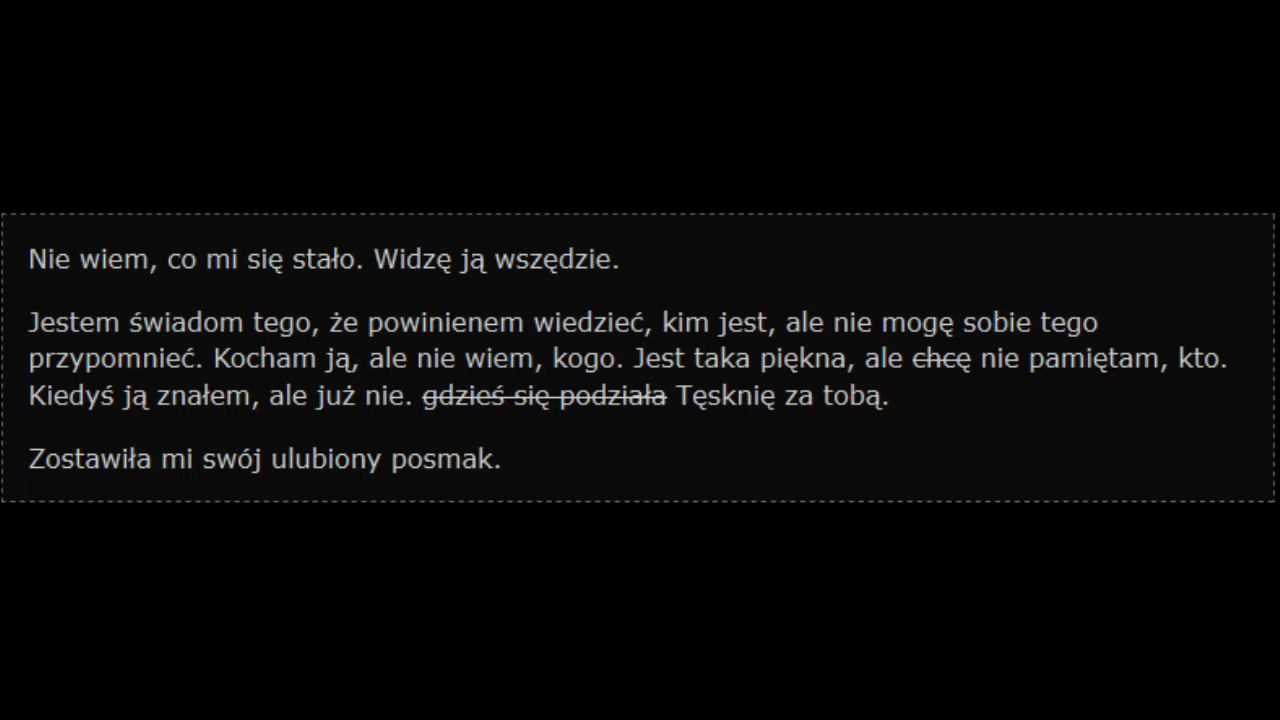 Nie wiem, co mi się stało. Widzę ją wszędzie.
Jestem świadom tego, że powinienem wiedzieć, kim jest, ale nie mogę sobie tego
przypomnieć. Kocham ją, ale nie wiem, kogo. Jest taka piękna, ale chcę nie pamiętam, kto.
Kiedyś ją znałem, ale już nie. gdzieś się podziała Tęsknię za tobą.
Zostawiła mi swój ulubiony posmak.